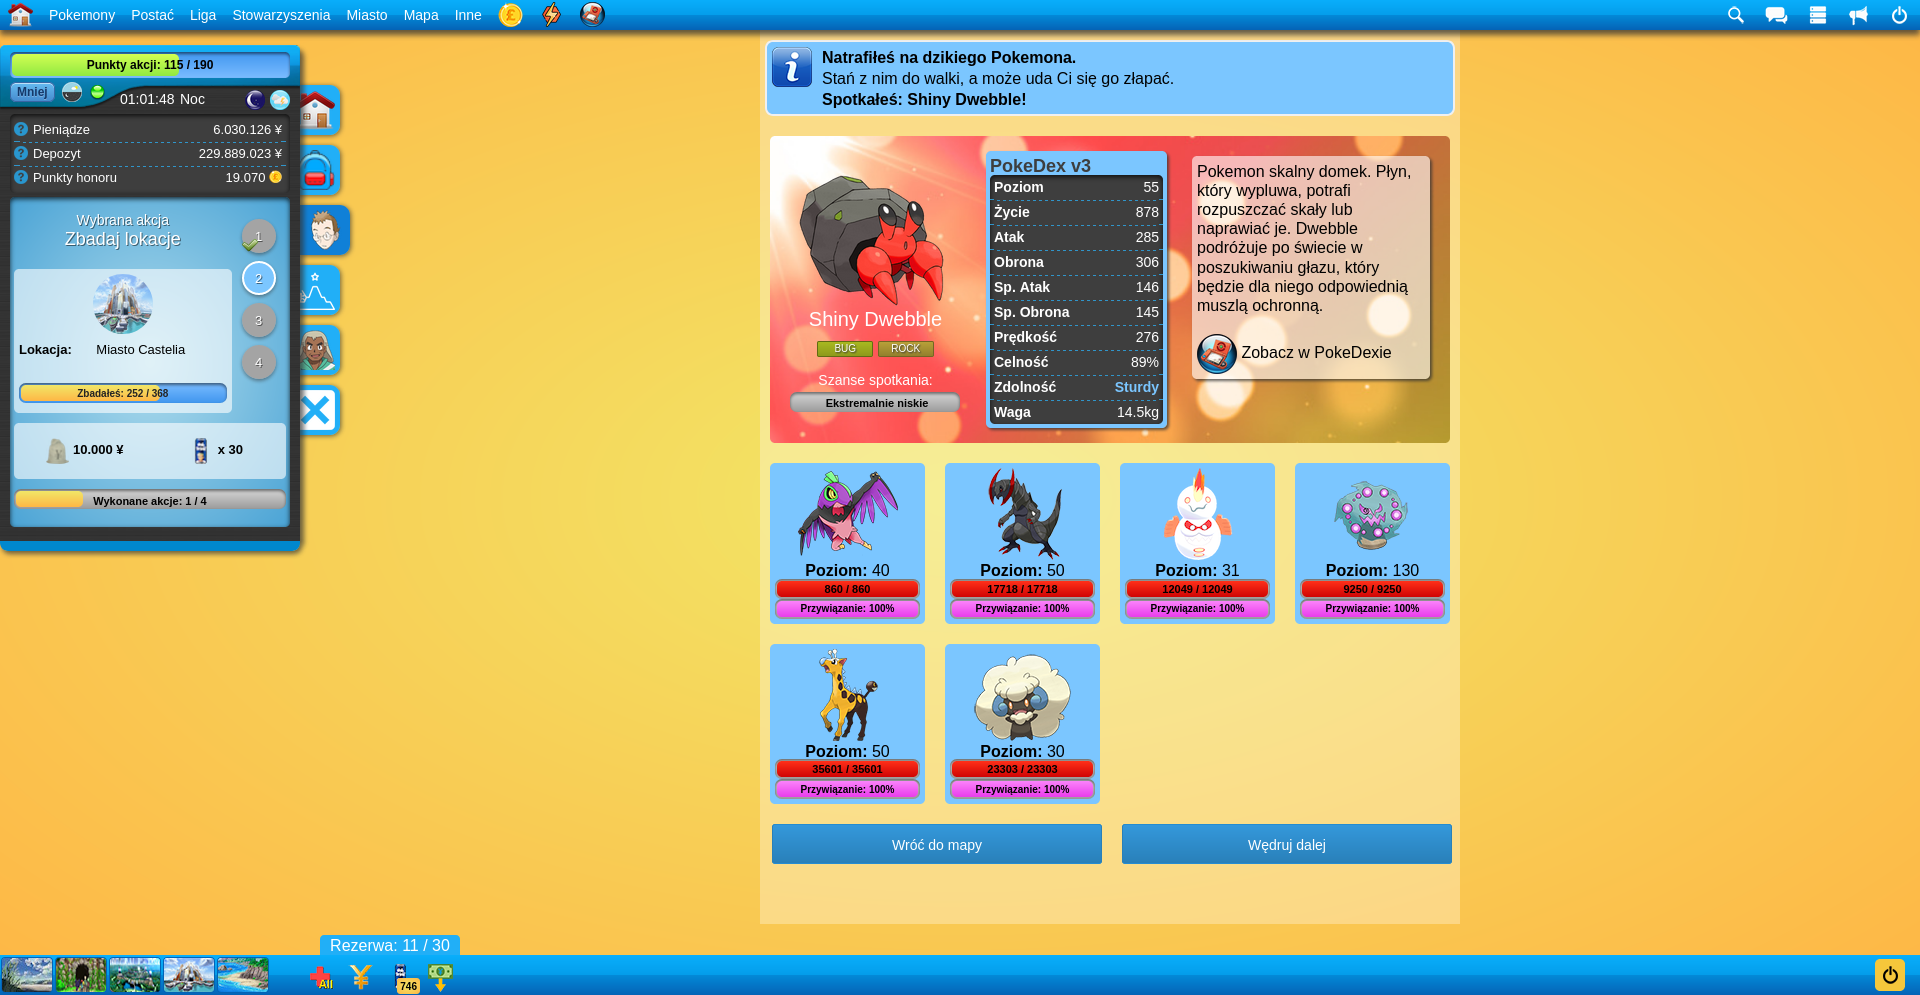 Pokemony Postać Liga Stowarzyszenia Miasto Mapa Inne
Punkty akcji: 115 / 190
Mniej
01:01:48 Noc
Pieniądze 6.030.126 ¥
Depozyt 229.889.023 ¥
Punkty honoru 19.070
Wybrana akcja
Zbadaj lokacje
1
2
3
4
Lokacja: Miasto Castelia
Zbadałeś: 252 / 368
10.000 ¥ x 30
Wykonane akcje: 1 / 4
Natrafiłeś na dzikiego Pokemona.
Stań z nim do walki, a może uda Ci się go złapać.
Spotkałeś: Shiny Dwebble!
Shiny Dwebble
BUG ROCK
Szanse spotkania:
Ekstremalnie niskie
PokeDex v3
Poziom 55
Życie 878
Atak 285
Obrona 306
Sp. Atak 146
Sp. Obrona 145
Prędkość 276
Celność 89%
Zdolność Sturdy
Waga 14.5kg
Pokemon skalny domek. Płyn,
który wypluwa, potrafi
rozpuszczać skały lub
naprawiać je. Dwebble
podróżuje po świecie w
poszukiwaniu głazu, który
będzie dla niego odpowiednią
muszlą ochronną.
Zobacz w PokeDexie
Poziom: 40
860 / 860
Przywiązanie: 100%
Poziom: 50
17718 / 17718
Przywiązanie: 100%
Poziom: 31
12049 / 12049
Przywiązanie: 100%
Poziom: 130
9250 / 9250
Przywiązanie: 100%
Poziom: 50
35601 / 35601
Przywiązanie: 100%
Poziom: 30
23303 / 23303
Przywiązanie: 100%
Wróć do mapy
Wędruj dalej
Rezerwa: 11 / 30
All
746